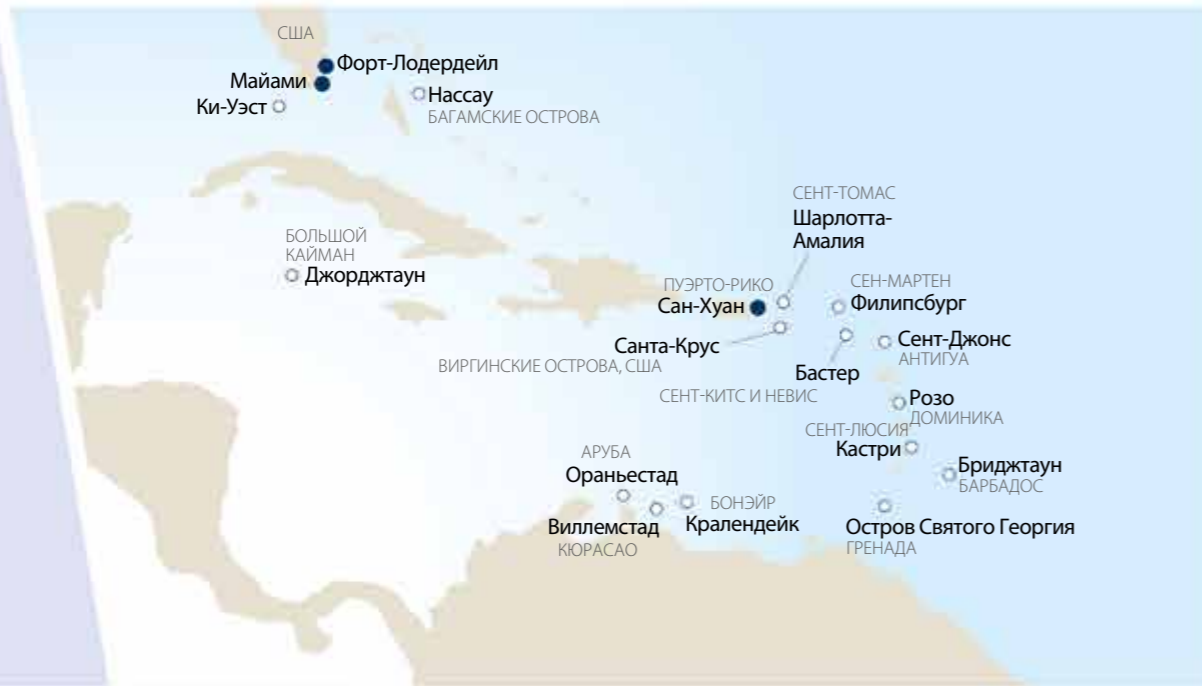 США
Форт-Лодердейл
Майами
Ки-Уэст
Нассау
БАГАМСКИЕ ОСТРОВА
СЕНТ-ТОМАС
Шарлотта-
Амалия
БОЛЬШОЙ
КАЙМАН
Джорджтаун
ПУЭРТО-РИКО
Сан-Хуан
СЕН-МАРТЕН
Филипсбург
Санта-Крус
ВИРГИНСКИЕ ОСТРОВА, США
Сент-Джонс
АНТИГУА
Бастер
СЕНТ-КИТС И НЕВИС
Розо
ДОМИНИКА
СЕНТ-ЛЮСИЯ
Кастри
Бриджтаун
БАРБАДОС
АРУБА
Ораньестад
Виллемстад
КЮРАСАО
БОНЭЙР
Кралендейк
Остров Святого Георгия
ГРЕНАДА